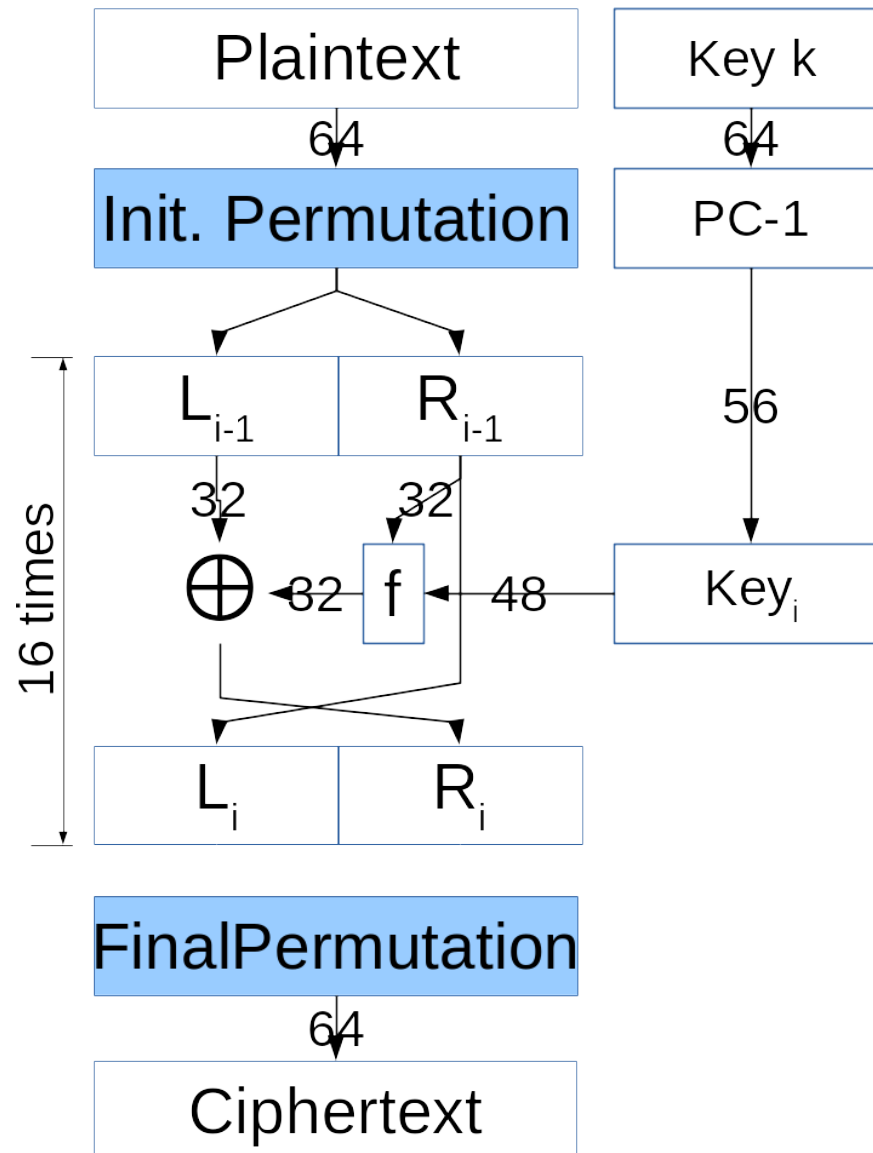 Plaintext
Key k
64
64
Init. Permutation
PC-1
L i-1
R i-1
56
32
32
16 times
32
f
48
Key i
L i
R i
FinalPermutation
64
Ciphertext